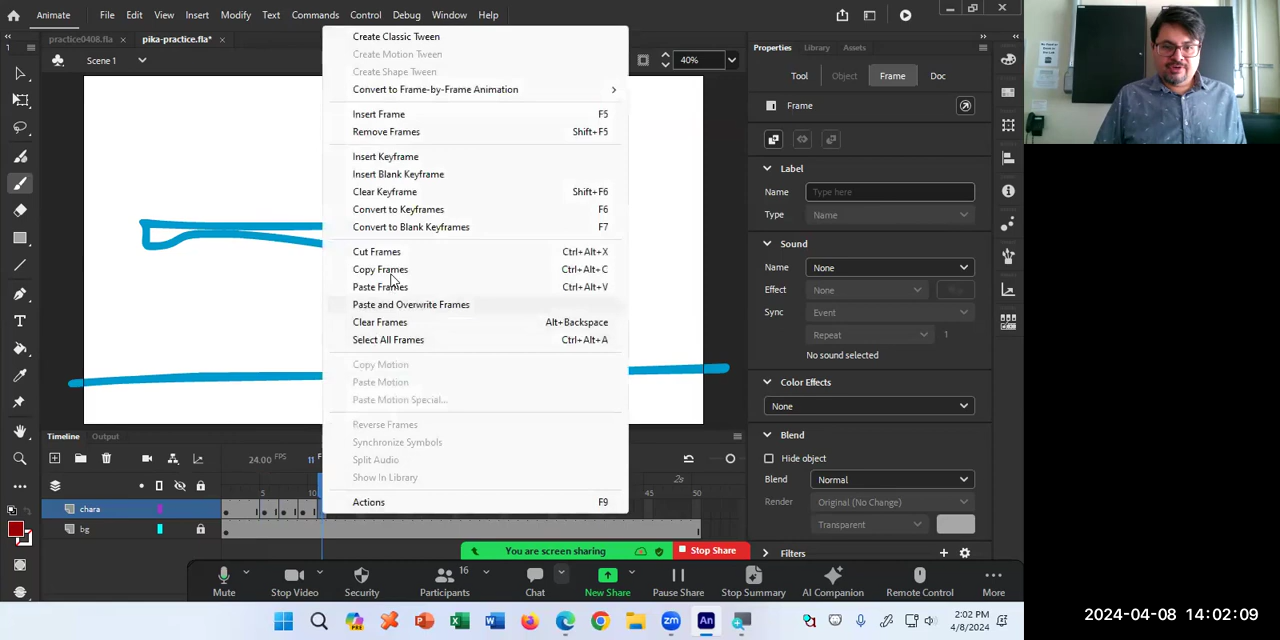 Animate File Edit View Insert Modify Text Commands Control Debug Window Help
practice0408.fla × pika-practice.fla* ×
Scene 1 40%
Properties Library Assets
Tool Object Frame Doc
Frame
Label
Name Type here
Type Name
Sound
Name None
Effect None
Sync Event
Repeat 1
No sound selected
Color Effects
None
Blend
Hide object
Blend Normal
Render Original (No Change)
Transparent
Filters
Create Classic Tween
Create Motion Tween
Create Shape Tween
Convert to Frame-by-Frame Animation
Insert Frame F5
Remove Frames Shift+F5
Insert Keyframe
Insert Blank Keyframe
Clear Keyframe Shift+F6
Convert to Keyframes F6
Convert to Blank Keyframes F7
Cut Frames Ctrl+Alt+X
Copy Frames Ctrl+Alt+C
Paste Frames Ctrl+Alt+V
Paste and Overwrite Frames
Clear Frames Alt+Backspace
Select All Frames Ctrl+Alt+A
Copy Motion
Paste Motion
Paste Motion Special...
Reverse Frames
Synchronize Symbols
Split Audio
Show In Library
Actions F9
Timeline Output
24.00 FPS 11 F
5 10 45 2s 50
chara
bg
You are screen sharing Stop Share
Mute Stop Video Security Participants 16 Chat New Share Pause Share Stop Summary AI Companion Remote Control More
2:02 PM
4/8/2024
2024-04-08 14:02:09